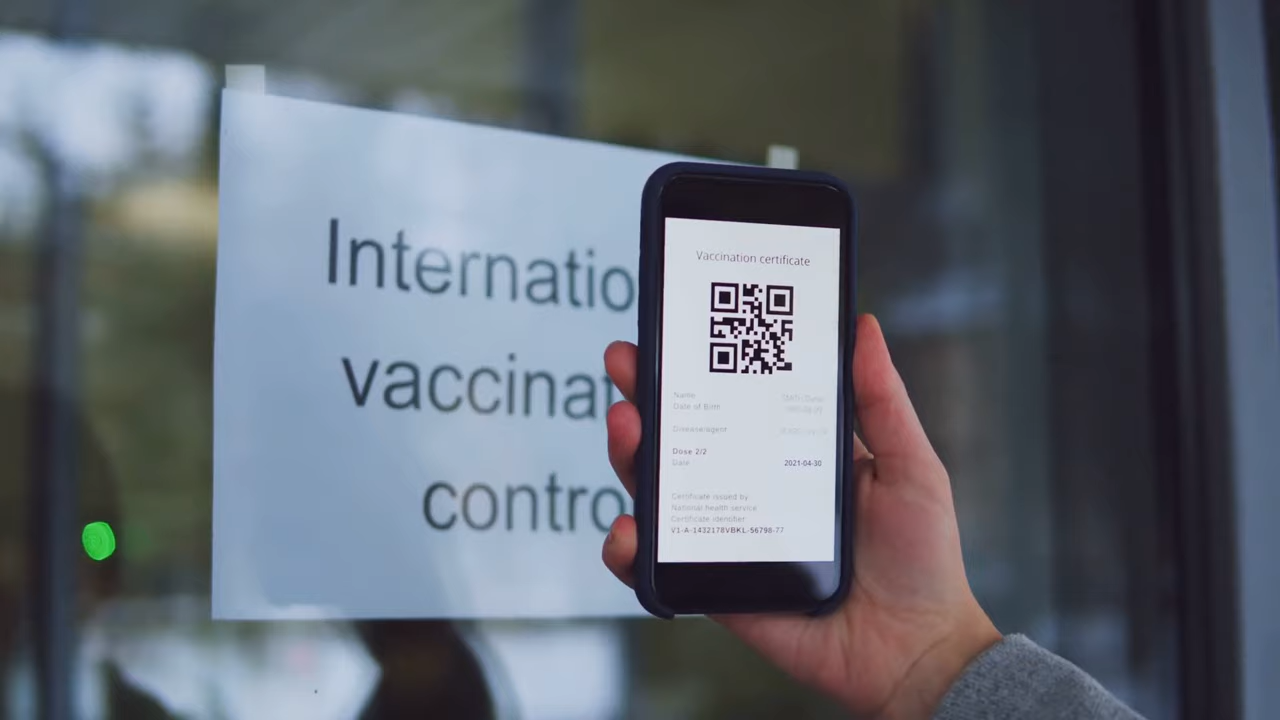 Internatio
vaccinat
contro
Vaccination certificate
Name
Date of Birth
Disease/agent
Dose 2/2
Date 2021-04-30
Certificate issued by
National health service
Certificate identifier
V1-A-1432178VBKL-56798-77